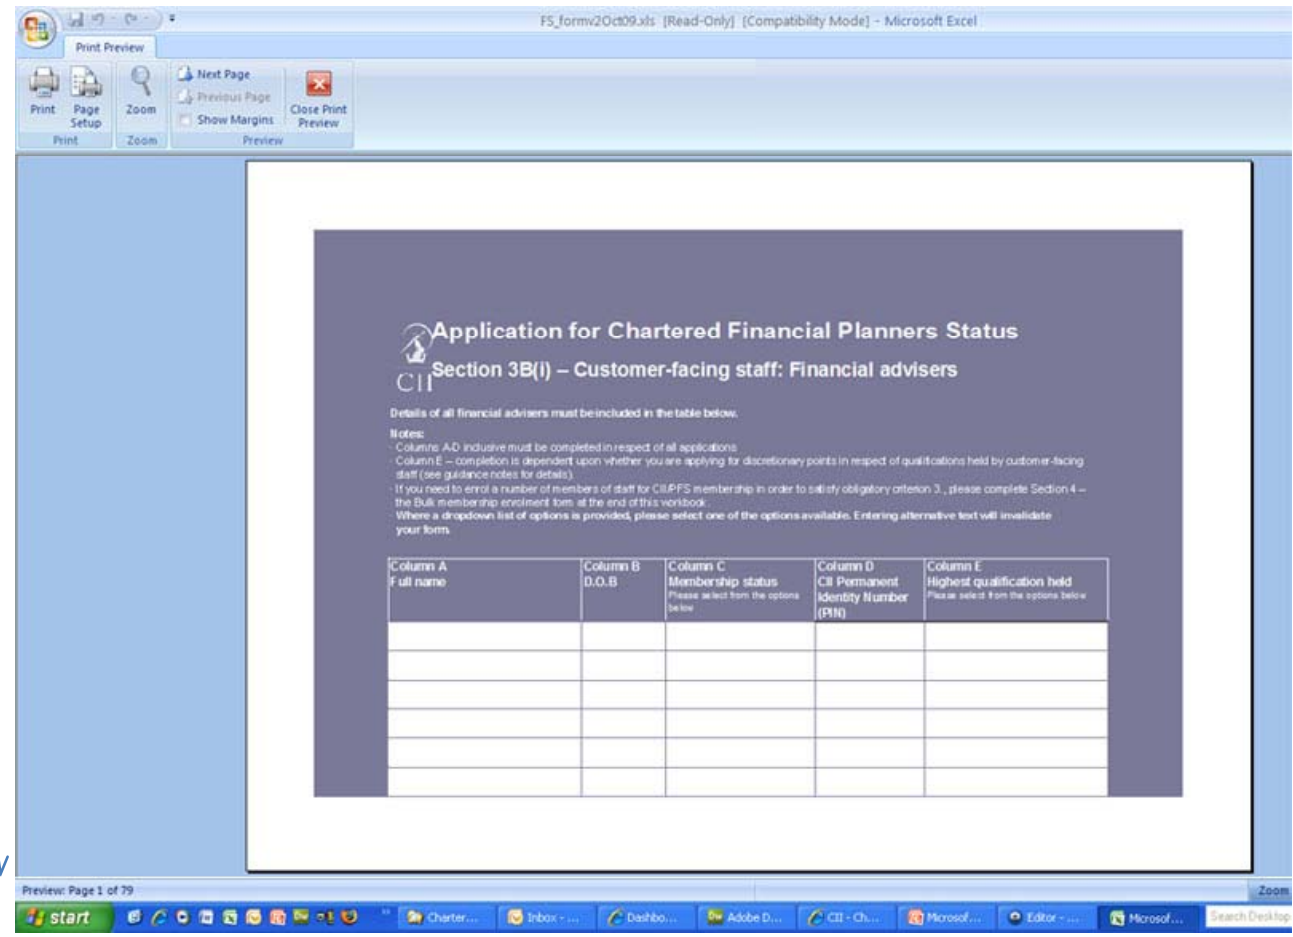 FS_formv2Oct09.xls [Read-Only] [Compatibility Mode] - Microsoft Excel
Print Preview
Print
Page Setup
Zoom
Next Page
Previous Page
Show Margins
Close Print Preview
Print
Zoom
Preview
Application for Chartered Financial Planners Status
CII
Section 3B(i) – Customer-facing staff: Financial advisers
Details of all financial advisers must be included in the table below.
Notes:
- Columns A-D inclusive must be completed in respect of all applications
- Column E – completion is dependent upon whether you are applying for discretionary points in respect of qualifications held by customer-facing
staff (see guidance notes for details).
- If you need to enrol a number of members of staff for CII/PFS membership in order to satisfy obligatory criterion 3., please complete Section 4 –
the Bulk membership enrolment form at the end of this workbook.
Where a dropdown list of options is provided, please select one of the options available. Entering alternative text will invalidate
your form.
Column A
Full name
Column B
D.O.B
Column C
Membership status
Please select from the options
below
Column D
CII Permanent
Identity Number
(PIN)
Column E
Highest qualification held
Please select from the options below
y
Preview: Page 1 of 79
Zoom
start
Charter...
Inbox - ...
Dashbo...
Adobe D...
CII - Ch...
Microsof...
Editor - ...
Microsof...
Search Desktop